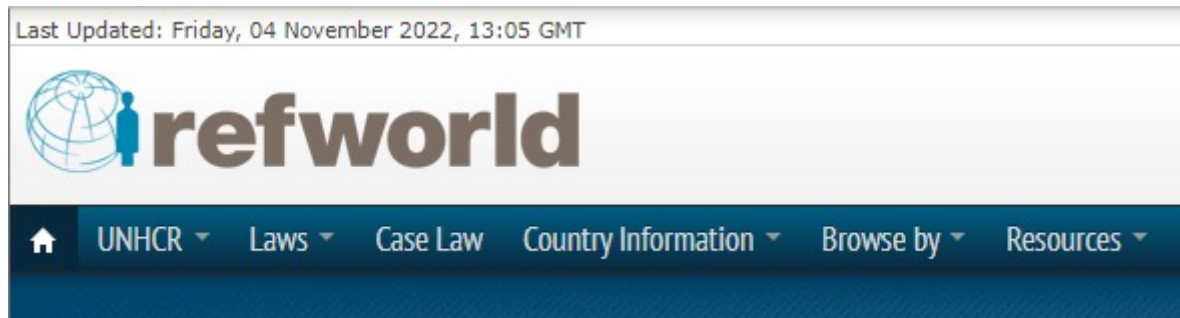 Last Updated: Friday, 04 November 2022, 13:05 GMT
refworld
UNHCR Laws Case Law Country Information Browse by Resources